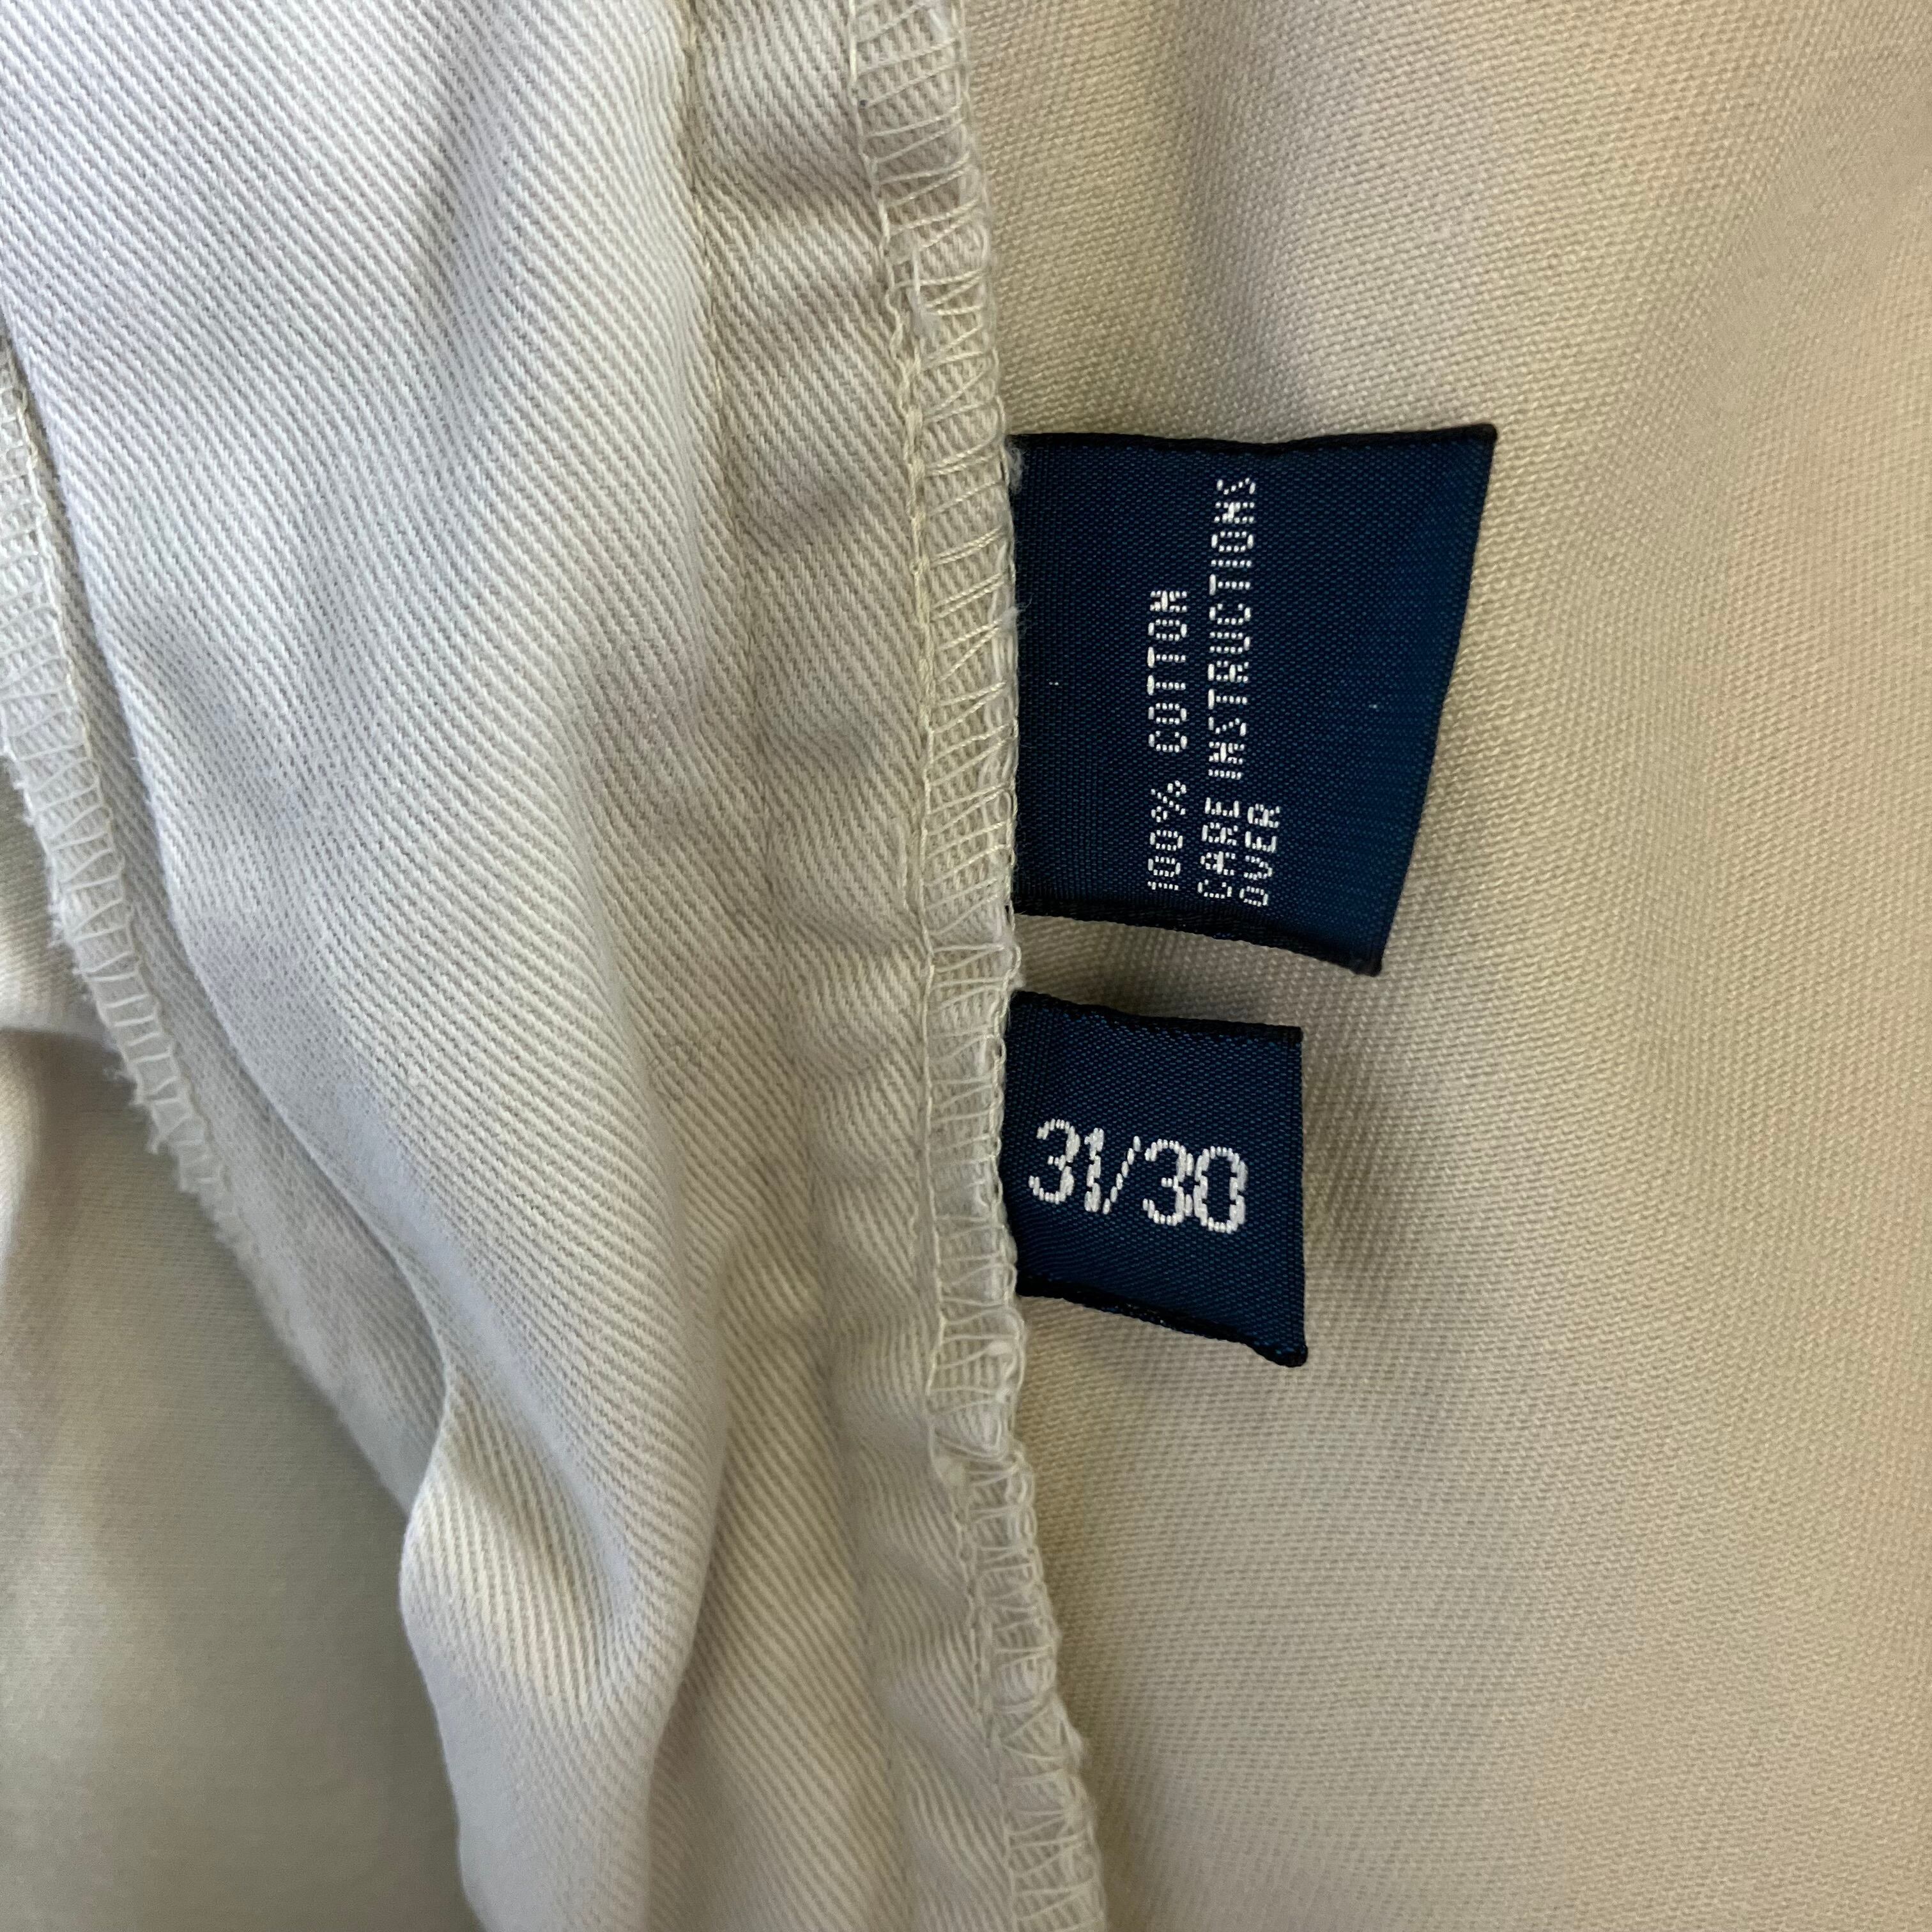 100% COTTON
CARE INSTRUCTIONS
OVER
31/30